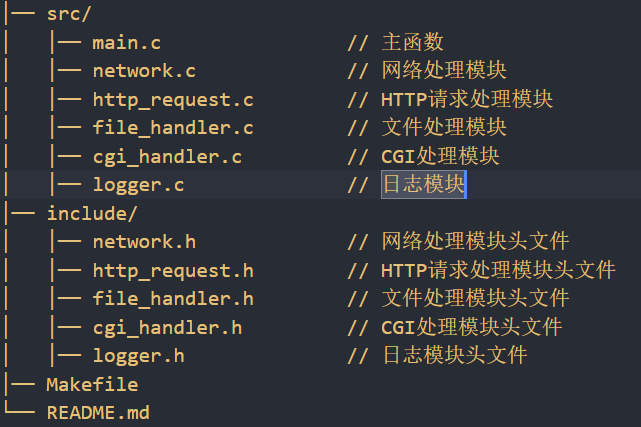 ├── src/
│   ├── main.c                // 主函数
│   ├── network.c             // 网络处理模块
│   ├── http_request.c        // HTTP请求处理模块
│   ├── file_handler.c        // 文件处理模块
│   ├── cgi_handler.c         // CGI处理模块
│   ├── logger.c              // 日志模块
├── include/
│   ├── network.h             // 网络处理模块头文件
│   ├── http_request.h        // HTTP请求处理模块头文件
│   ├── file_handler.h        // 文件处理模块头文件
│   ├── cgi_handler.h         // CGI处理模块头文件
│   ├── logger.h              // 日志模块头文件
├── Makefile
└── README.md